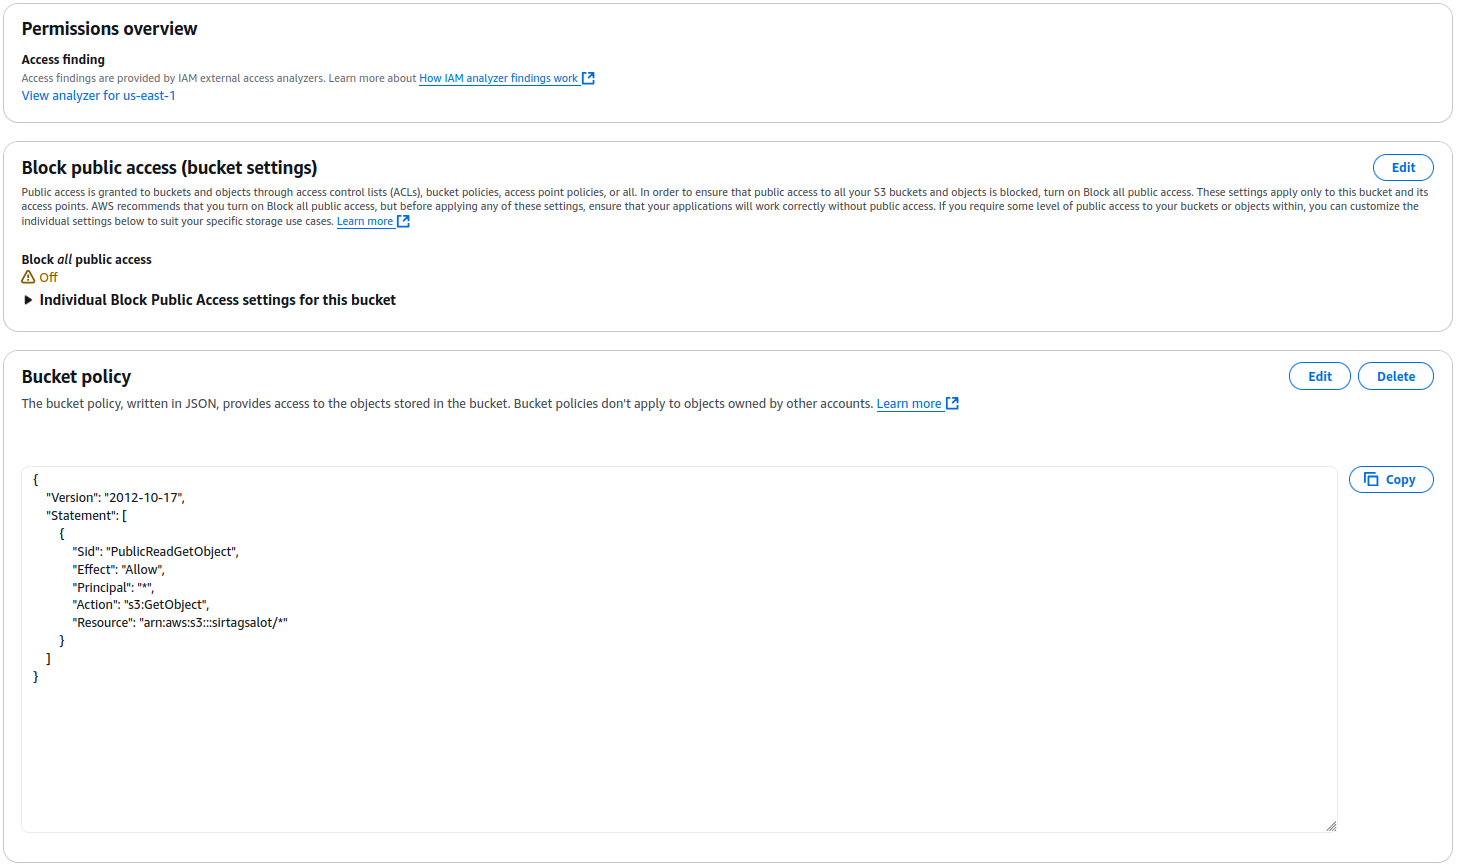 Permissions overview
Access finding
Access findings are provided by IAM external access analyzers. Learn more about How IAM analyzer findings work
View analyzer for us-east-1
Block public access (bucket settings)
Edit
Public access is granted to buckets and objects through access control lists (ACLs), bucket policies, access point policies, or all. In order to ensure that public access to all your S3 buckets and objects is blocked, turn on Block all public access. These settings apply only to this bucket and its
access points. AWS recommends that you turn on Block all public access, but before applying any of these settings, ensure that your applications will work correctly without public access. If you require some level of public access to your buckets or objects within, you can customize the
individual settings below to suit your specific storage use cases. Learn more
Block all public access
Off
Individual Block Public Access settings for this bucket
Bucket policy
Edit
Delete
The bucket policy, written in JSON, provides access to the objects stored in the bucket. Bucket policies don't apply to objects owned by other accounts. Learn more
Copy
{
    "Version": "2012-10-17",
    "Statement": [
        {
            "Sid": "PublicReadGetObject",
            "Effect": "Allow",
            "Principal": "*",
            "Action": "s3:GetObject",
            "Resource": "arn:aws:s3:::sirtagsalot/*"
        }
    ]
}